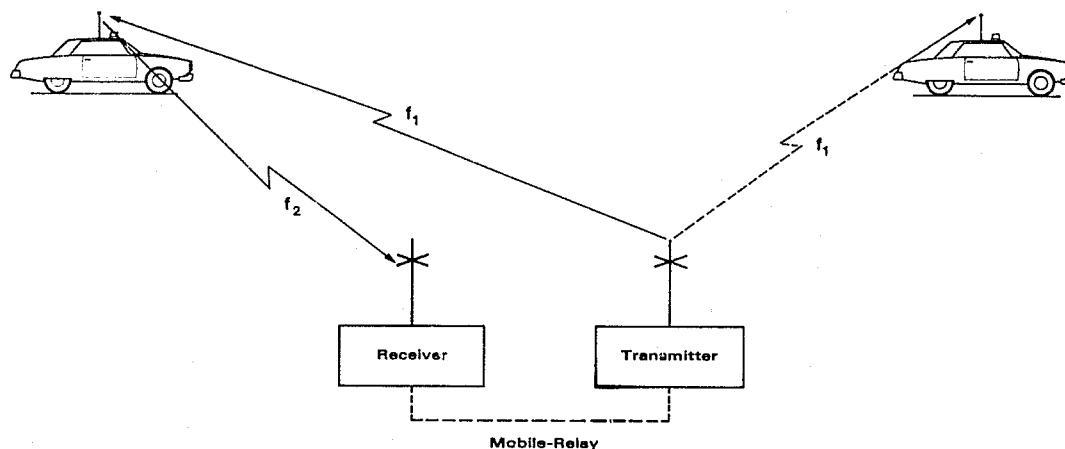 f₁
f₁
f₂
Receiver
Transmitter
Mobile-Relay